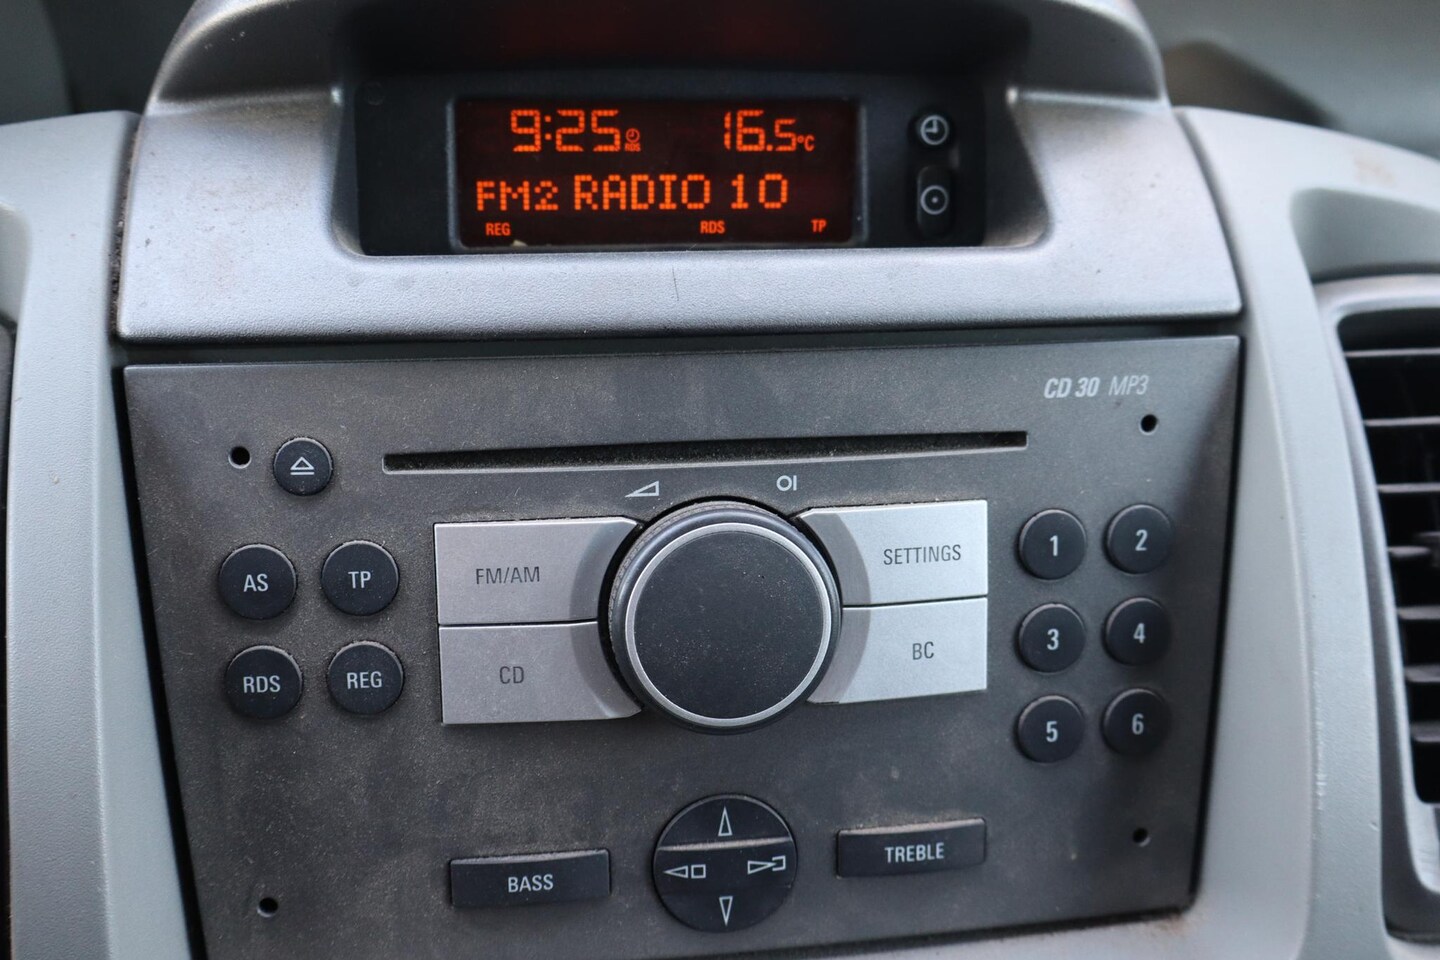 9:25 RDS 16.5°C
FM2 RADIO 10
REG RDS TP
CD 30 MP3
AS TP FM/AM SETTINGS 1 2
RDS REG CD BC 3 4
5 6
BASS TREBLE